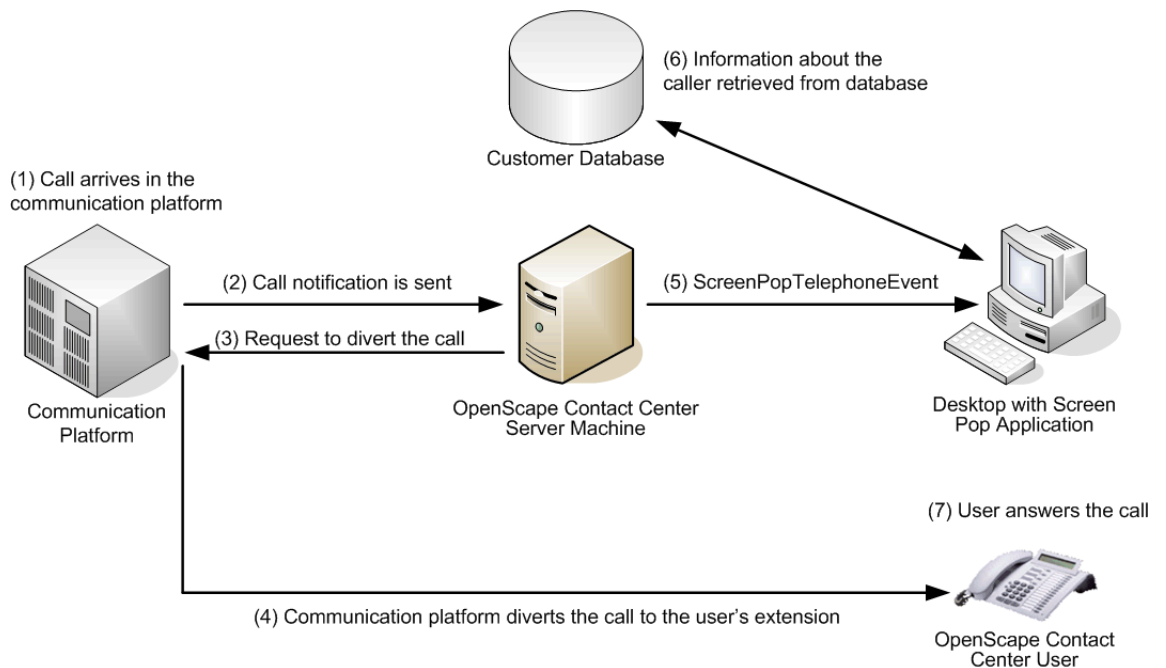 (6) Information about the
caller retrieved from database
Customer Database
(1) Call arrives in the
communication platform
(2) Call notification is sent
(5) ScreenPopTelephoneEvent
(3) Request to divert the call
Communication
Platform
OpenScape Contact Center
Server Machine
Desktop with Screen
Pop Application
(7) User answers the call
(4) Communication platform diverts the call to the user's extension
OpenScape Contact
Center User